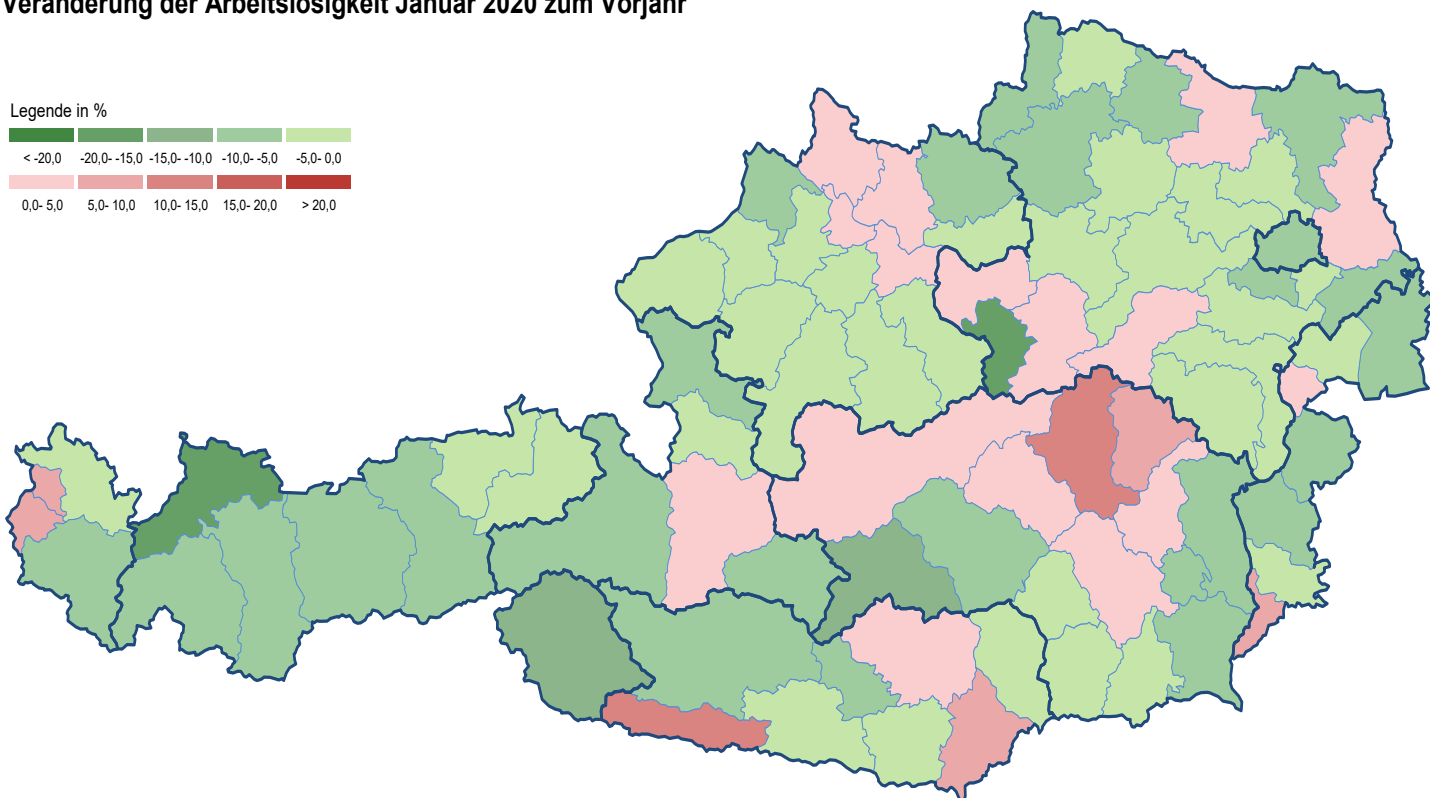 Veränderung der Arbeitslosigkeit Januar 2020 zum Vorjahr
Legende in %
< -20,0 -20,0- -15,0 -15,0- -10,0 -10,0- -5,0 -5,0- 0,0
0,0- 5,0 5,0- 10,0 10,0- 15,0 15,0- 20,0 > 20,0